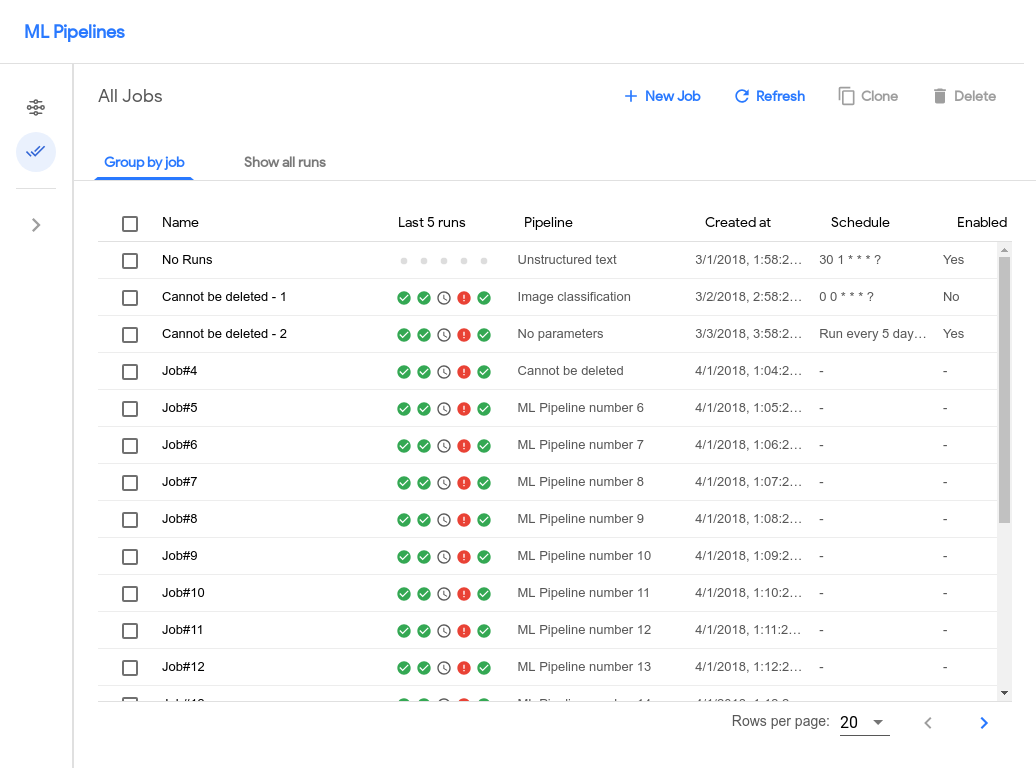 ML Pipelines
All Jobs
New Job Refresh Clone Delete
Group by job Show all runs
Name Last 5 runs Pipeline Created at Schedule Enabled
No Runs Unstructured text 3/1/2018, 1:58:2… 30 1 * * * ? Yes
Cannot be deleted - 1 Image classification 3/2/2018, 2:58:2… 0 0 * * * ? No
Cannot be deleted - 2 No parameters 3/3/2018, 3:58:2… Run every 5 day… Yes
Job#4 Cannot be deleted 4/1/2018, 1:04:2… - -
Job#5 ML Pipeline number 6 4/1/2018, 1:05:2… - -
Job#6 ML Pipeline number 7 4/1/2018, 1:06:2… - -
Job#7 ML Pipeline number 8 4/1/2018, 1:07:2… - -
Job#8 ML Pipeline number 9 4/1/2018, 1:08:2… - -
Job#9 ML Pipeline number 10 4/1/2018, 1:09:2… - -
Job#10 ML Pipeline number 11 4/1/2018, 1:10:2… - -
Job#11 ML Pipeline number 12 4/1/2018, 1:11:2… - -
Job#12 ML Pipeline number 13 4/1/2018, 1:12:2… - -
Rows per page: 20